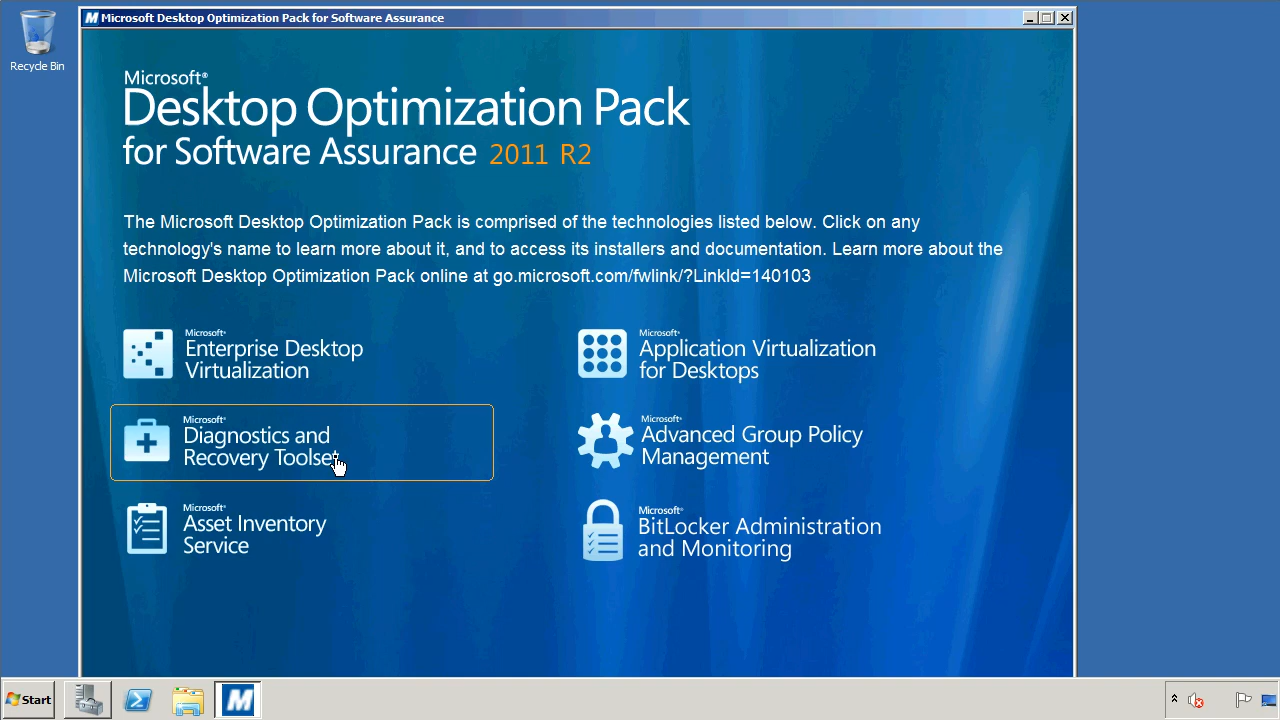 Recycle Bin
Microsoft Desktop Optimization Pack for Software Assurance
Microsoft®
Desktop Optimization Pack
for Software Assurance 2011 R2
The Microsoft Desktop Optimization Pack is comprised of the technologies listed below. Click on any
technology's name to learn more about it, and to access its installers and documentation. Learn more about the
Microsoft Desktop Optimization Pack online at go.microsoft.com/fwlink/?LinkId=140103
Microsoft®
Enterprise Desktop
Virtualization
Microsoft®
Application Virtualization
for Desktops
Microsoft®
Diagnostics and
Recovery Toolset
Microsoft®
Advanced Group Policy
Management
Microsoft®
Asset Inventory
Service
Microsoft®
BitLocker Administration
and Monitoring
Start